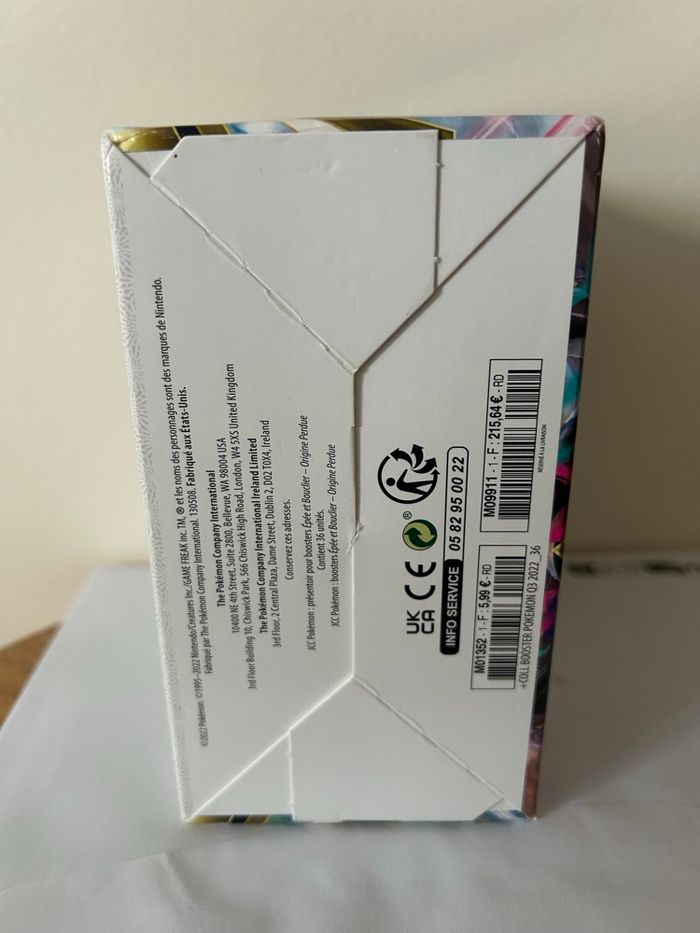 ©2022 Pokémon. ©1995–2022 Nintendo/Creatures Inc./GAME FREAK inc. TM, ® et les noms des personnages sont des marques de Nintendo.
Fabriqué par The Pokémon Company International. 130508. Fabriqué aux États-Unis.
The Pokémon Company International
10400 NE 4th Street, Suite 2800, Bellevue, WA 98004 USA
3rd Floor Building 10, Chiswick Park, 566 Chiswick High Road, London, W4 5XS United Kingdom
The Pokémon Company International Ireland Limited
3rd Floor, 2 Central Plaza, Dame Street, Dublin 2, D02 T0X4, Ireland
Conservez ces adresses.
JCC Pokémon : présentoir pour boosters Épée et Bouclier – Origine Perdue
Contient 36 unités.
JCC Pokémon : boosters Épée et Bouclier – Origine Perdue
UK
CA
CE
®
INFO SERVICE 05 82 95 00 22
M09911 - 1 - F : 215,64 € - RD
RÉSERVÉ À LA LIVRAISON
M01352 - 1 - F : 5,99 € - RD
+COLL BOOSTER POKEMON Q3 2022_36